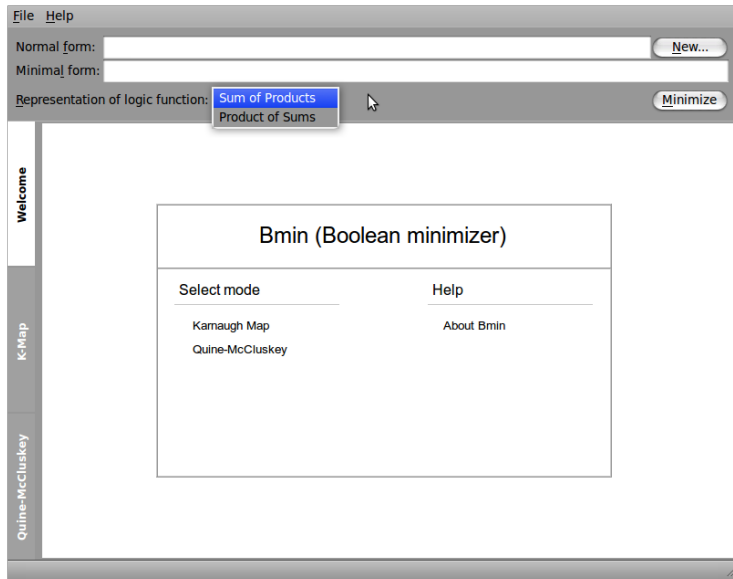 File Help
Normal form: New...
Minimal form:
Representation of logic function: Sum of Products Minimize
Product of Sums
Welcome
K-Map
Quine-McCluskey
Bmin (Boolean minimizer)
Select mode Help
Karnaugh Map About Bmin
Quine-McCluskey